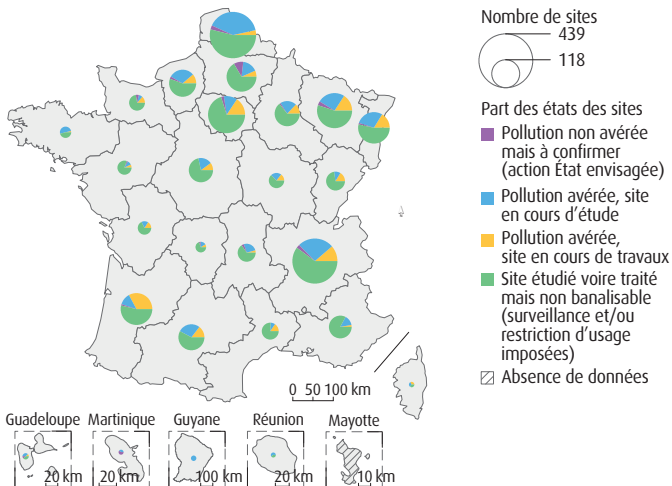 Nombre de sites
439
118
Part des états des sites
Pollution non avérée
mais à confirmer
(action État envisagée)
Pollution avérée, site
en cours d'étude
Pollution avérée,
site en cours de travaux
Site étudié voire traité
mais non banalisable
(surveillance et/ou
restriction d'usage
imposées)
Absence de données
0 50 100 km
Guadeloupe
Martinique
Guyane
Réunion
Mayotte
20 km
20 km
100 km
20 km
10 km